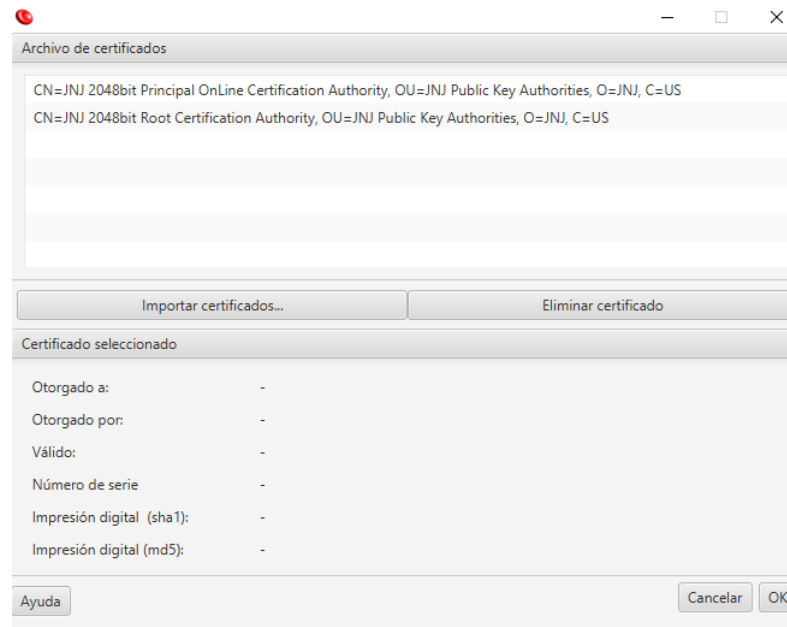 Archivo de certificados
CN=JNJ 2048bit Principal OnLine Certification Authority, OU=JNJ Public Key Authorities, O=JNJ, C=US
CN=JNJ 2048bit Root Certification Authority, OU=JNJ Public Key Authorities, O=JNJ, C=US
Importar certificados... Eliminar certificado
Certificado seleccionado
Otorgado a: -
Otorgado por: -
Válido: -
Número de serie -
Impresión digital (sha1): -
Impresión digital (md5): -
Ayuda Cancelar OK